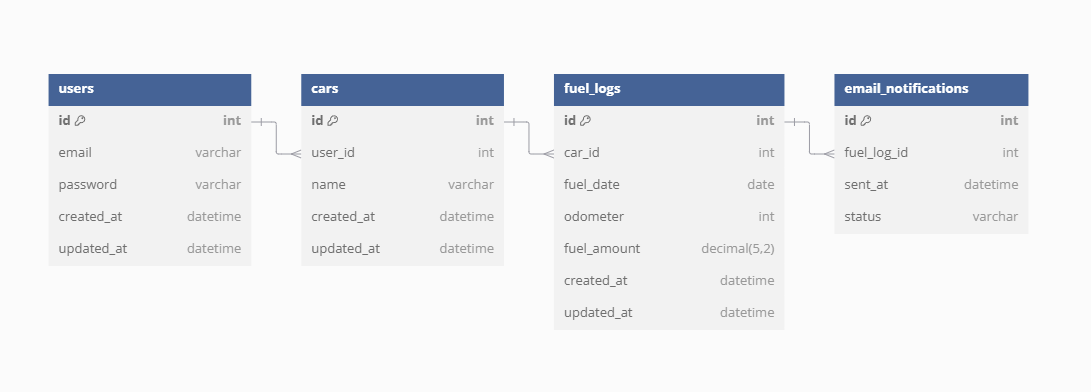 users
id int
email varchar
password varchar
created_at datetime
updated_at datetime
cars
id int
user_id int
name varchar
created_at datetime
updated_at datetime
fuel_logs
id int
car_id int
fuel_date date
odometer int
fuel_amount decimal(5,2)
created_at datetime
updated_at datetime
email_notifications
id int
fuel_log_id int
sent_at datetime
status varchar